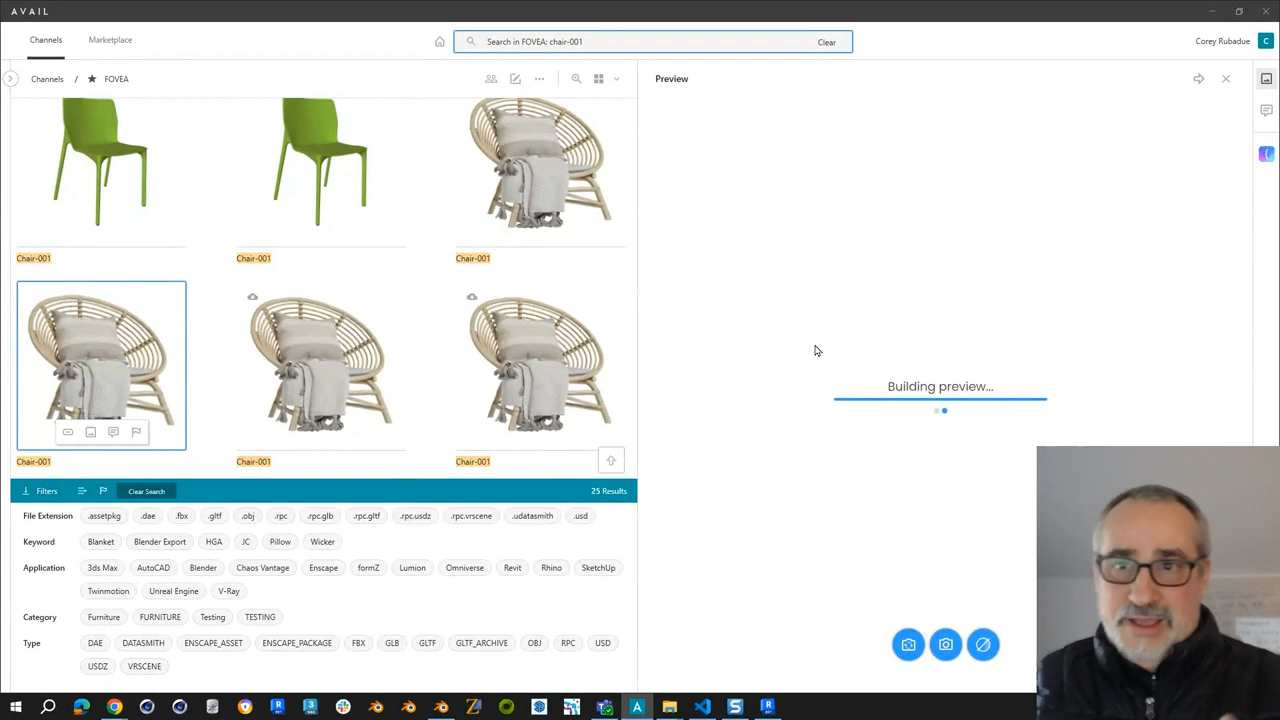 AVAIL
Channels Marketplace
Search in FOVEA: chair-001 Clear
Corey Rubadue C
Channels / ★ FOVEA
Preview
Chair-001 Chair-001 Chair-001
Building preview...
Chair-001 Chair-001 Chair-001
Filters Clear Search 25 Results
File Extension .assetpkg .dae .fbx .gltf .obj .rpc .rpc.glb .rpc.gltf .rpc.usdz .rpc.vrscene .udatasmith .usd
Keyword Blanket Blender Export HGA JC Pillow Wicker
Application 3ds Max AutoCAD Blender Chaos Vantage Enscape formZ Lumion Omniverse Revit Rhino SketchUp
Twinmotion Unreal Engine V-Ray
Category Furniture FURNITURE Testing TESTING
Type DAE DATASMITH ENSCAPE_ASSET ENSCAPE_PACKAGE FBX GLB GLTF GLTF_ARCHIVE OBJ RPC USD
USDZ VRSCENE